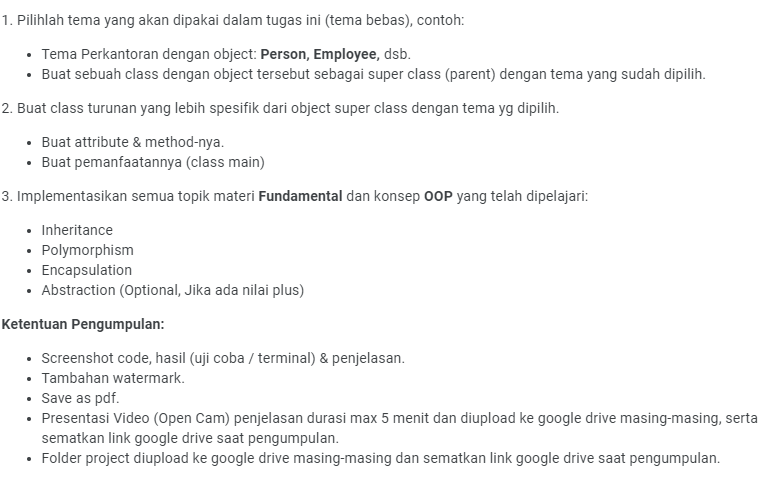 1. Pilihlah tema yang akan dipakai dalam tugas ini (tema bebas), contoh:
• Tema Perkantoran dengan object: Person, Employee, dsb.
• Buat sebuah class dengan object tersebut sebagai super class (parent) dengan tema yang sudah dipilih.
2. Buat class turunan yang lebih spesifik dari object super class dengan tema yg dipilih.
• Buat attribute & method-nya.
• Buat pemanfaatannya (class main)
3. Implementasikan semua topik materi Fundamental dan konsep OOP yang telah dipelajari:
• Inheritance
• Polymorphism
• Encapsulation
• Abstraction (Optional, Jika ada nilai plus)
Ketentuan Pengumpulan:
• Screenshot code, hasil (uji coba / terminal) & penjelasan.
• Tambahan watermark.
• Save as pdf.
• Presentasi Video (Open Cam) penjelasan durasi max 5 menit dan diupload ke google drive masing-masing, serta
sematkan link google drive saat pengumpulan.
• Folder project diupload ke google drive masing-masing dan sematkan link google drive saat pengumpulan.